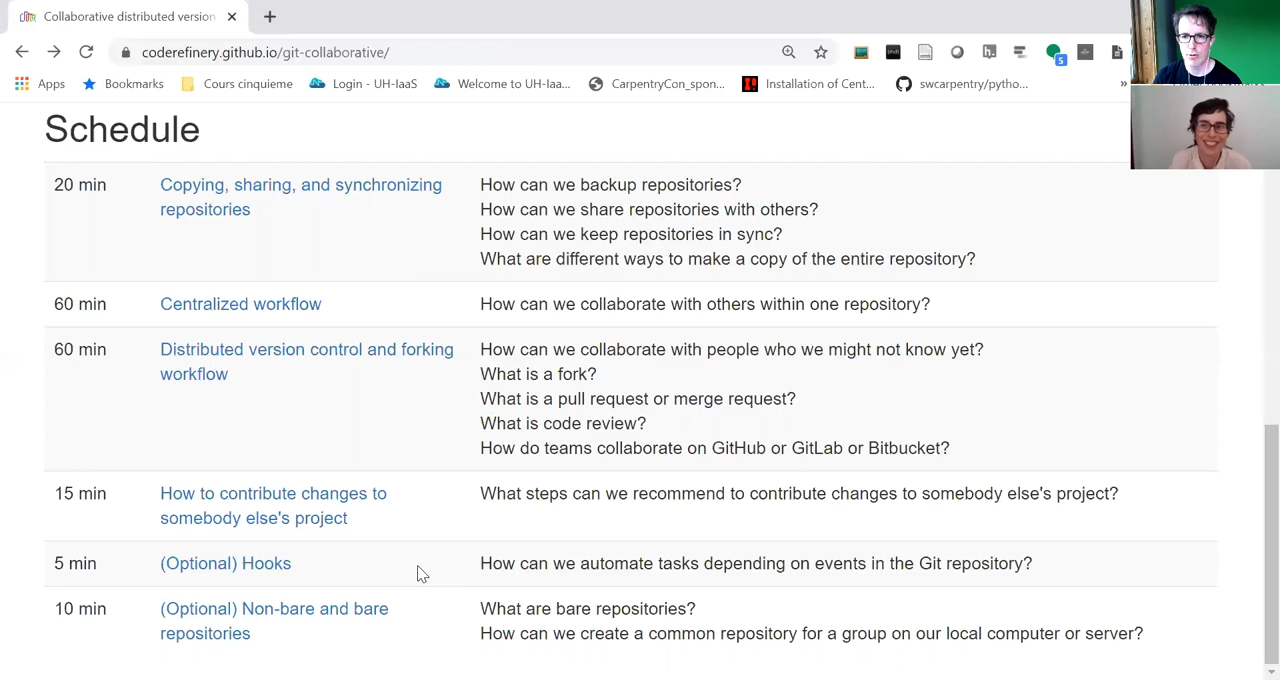 Collaborative distributed version
coderefinery.github.io/git-collaborative/
5
Apps
Bookmarks
Cours cinquieme
Login - UH-IaaS
Welcome to UH-Iaa...
CarpentryCon_spon...
Installation of Cent...
swcarpentry/pytho...
»
Schedule
20 min
Copying, sharing, and synchronizing
repositories
How can we backup repositories?
How can we share repositories with others?
How can we keep repositories in sync?
What are different ways to make a copy of the entire repository?
60 min
Centralized workflow
How can we collaborate with others within one repository?
60 min
Distributed version control and forking
workflow
How can we collaborate with people who we might not know yet?
What is a fork?
What is a pull request or merge request?
What is code review?
How do teams collaborate on GitHub or GitLab or Bitbucket?
15 min
How to contribute changes to
somebody else's project
What steps can we recommend to contribute changes to somebody else's project?
5 min
(Optional) Hooks
How can we automate tasks depending on events in the Git repository?
10 min
(Optional) Non-bare and bare
repositories
What are bare repositories?
How can we create a common repository for a group on our local computer or server?